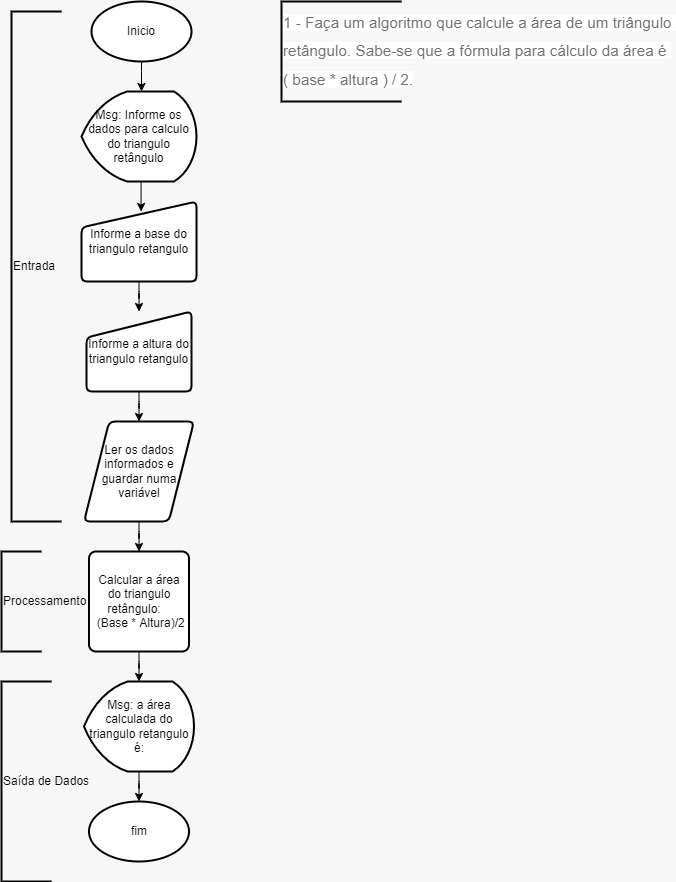 Inicio
1 - Faça um algoritmo que calcule a área de um triângulo
retângulo. Sabe-se que a fórmula para cálculo da área é
( base * altura ) / 2.
Msg: Informe os
dados para calculo
do triangulo
retângulo
Informe a base do
triangulo retangulo
Entrada
Informe a altura do
triangulo retangulo
Ler os dados
informados e
guardar numa
variável
Calcular a área
do triangulo
retângulo:
(Base * Altura)/2
Processamento
Msg: a área
calculada do
triangulo retangulo
é:
Saída de Dados
fim